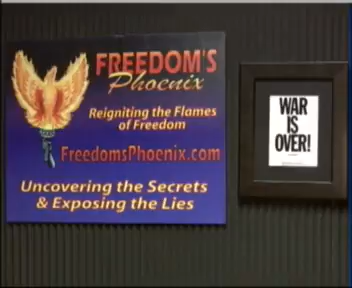 FREEDOM'S
Phoenix
Reigniting the Flames
of Freedom
FreedomsPhoenix.com
Uncovering the Secrets
& Exposing the Lies
WAR
IS
OVER!